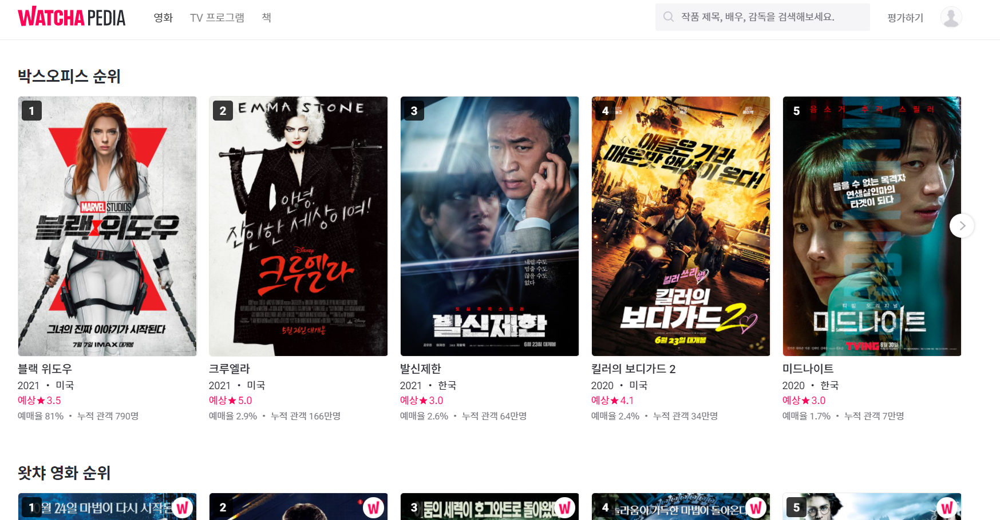 WATCHA PEDIA
영화
TV 프로그램
책
작품 제목, 배우, 감독을 검색해보세요.
평가하기
박스오피스 순위
1
MARVEL STUDIOS
블랙 위도우
그녀의 진짜 이야기가 시작된다
7월 7일 IMAX 대개봉
2
EMMA STONE
안녕,
잔인한 세상이여!
Disney
크루엘라
5월 26일 대개봉
3
내릴 수도
멈출 수도
끊을 수도
없다
도심추격스릴러
발신제한
6월 23일 대개봉
4
애들은 가라
매운맛 액션이 온다!
킬러 쓰리썸
킬러의
보디가드 2
6월 23일 대개봉
5
음소거 추격 스릴러
들을 수 없는 목격자
연쇄살인마의
타겟이 되다
티빙 오리지널
미드나이트
TVING 6월 30일
블랙 위도우
2021 • 미국
예상★3.5
예매율 81% • 누적 관객 790명
크루엘라
2021 • 미국
예상★5.0
예매율 2.9% • 누적 관객 166만명
발신제한
2021 • 한국
예상★3.0
예매율 2.6% • 누적 관객 64만명
킬러의 보디가드 2
2020 • 미국
예상★4.1
예매율 2.4% • 누적 관객 34만명
미드나이트
2020 • 한국
예상★3.0
예매율 1.7% • 누적 관객 7만명
왓챠 영화 순위
1
월 24일 마법이 다시 시작된
W
2
W
3
둠의 세력이 호그와트로 돌아왔
W
4
놀라움이 가득한 마법이 돌아온다
W
5
W